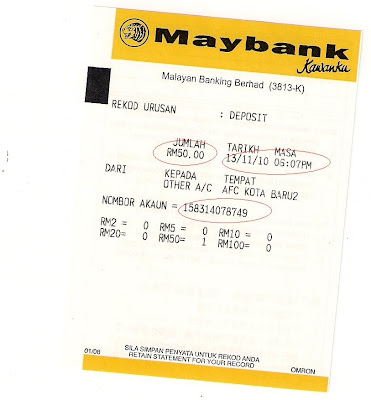 Maybank
Kawanku
Malayan Banking Berhad (3813-K)
REKOD URUSAN : DEPOSIT
JUMLAH TARIKH MASA
RM50.00 13/11/10 06:07PM
DARI KEPADA TEMPAT
OTHER A/C AFC KOTA BARU2
NOMBOR AKAUN = 158314078749
RM2 = 0 RM5 = 0 RM10 = 0
RM20= 0 RM50= 1 RM100= 0
SILA SIMPAN PENYATA UNTUK REKOD ANDA
01/08 RETAIN STATEMENT FOR YOUR RECORD OMRON